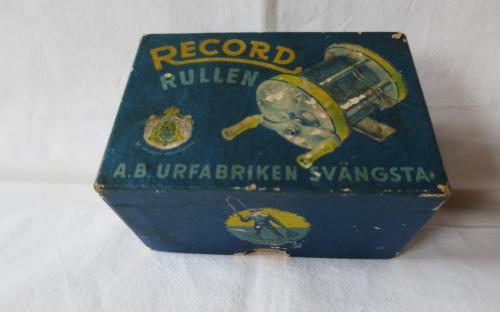 RECORD
RULLEN
A.B. URFABRIKEN SVÄNGSTA.